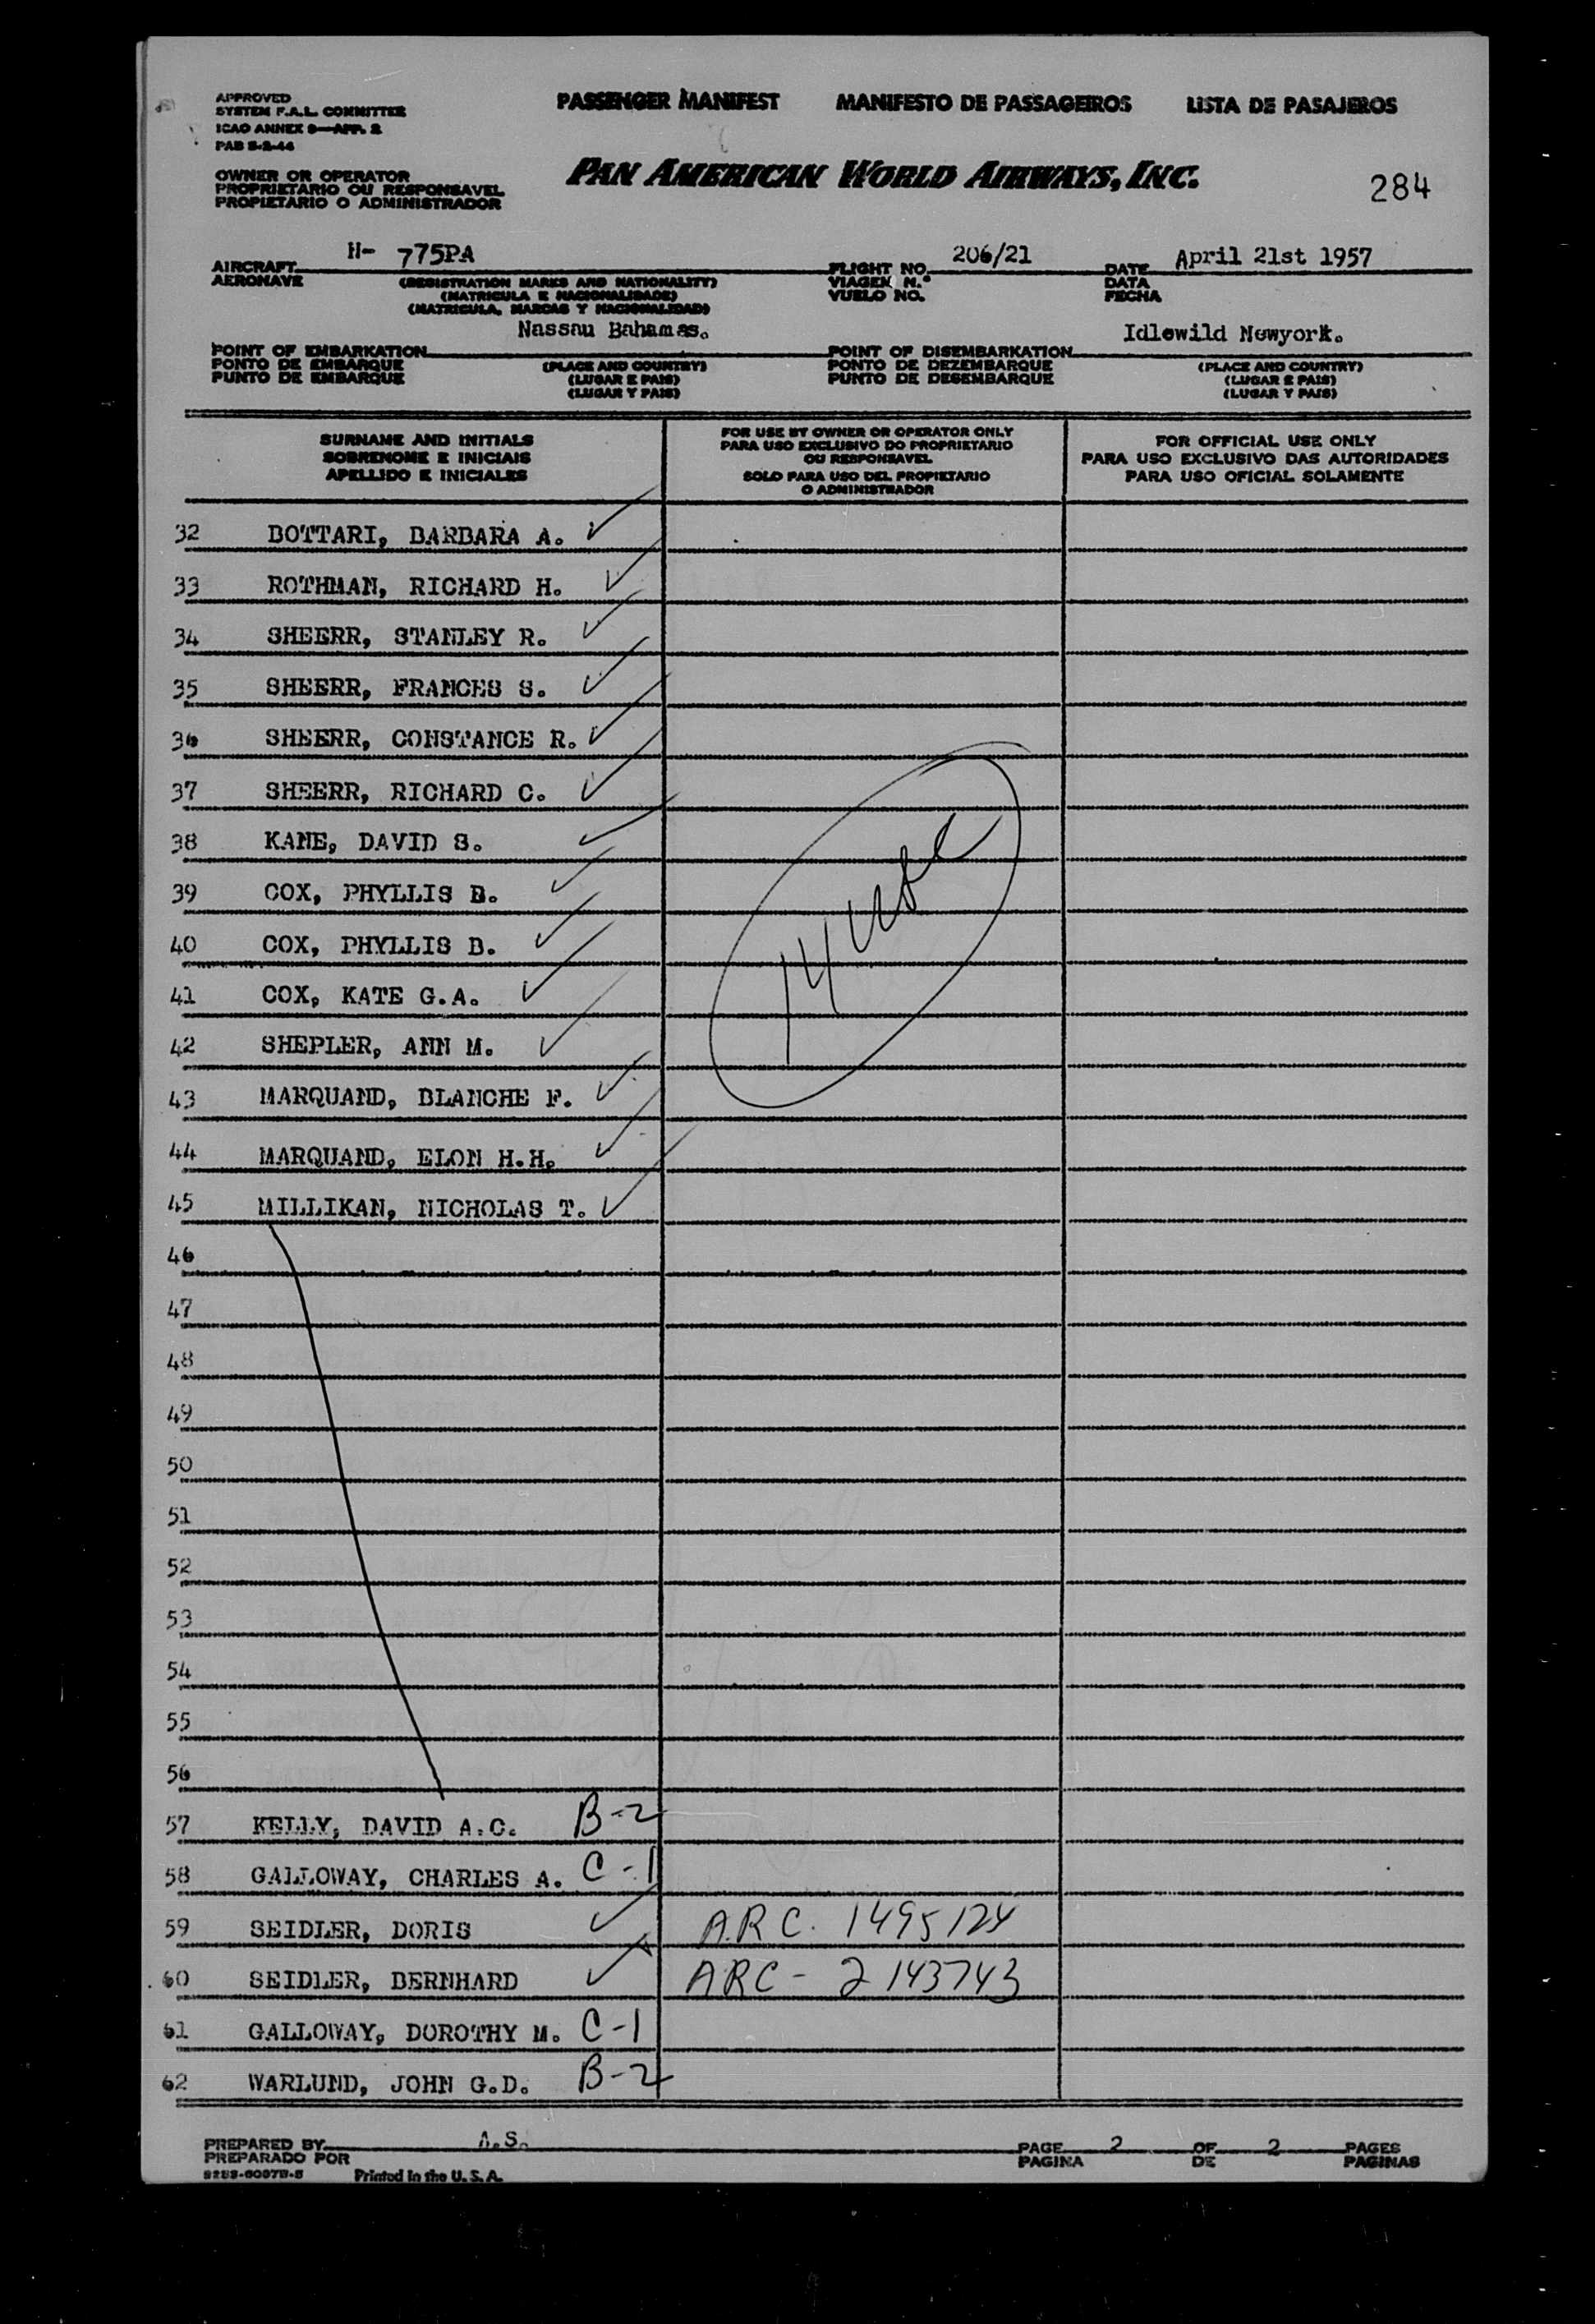 APPROVED
SYSTEM F.A.L. COMMITTEE
ICAO ANNEX 9—APP. 2
PAB 5-2-44
PASSENGER MANIFEST MANIFESTO DE PASSAGEIROS LISTA DE PASAJEROS
OWNER OR OPERATOR
PROPRIETARIO OU RESPONSAVEL
PROPIETARIO O ADMINISTRADOR
PAN AMERICAN WORLD AIRWAYS, INC.
284
AIRCRAFT N- 775PA FLIGHT NO. 206/21 DATE April 21st 1957
AERONAVE (REGISTRATION MARKS AND NATIONALITY) VIAGEM N.º DATA
(MATRICULA E NACIONALIDADE) VUELO NO. FECHA
(MATRICULA, MARCAS Y NACIONALIDAD)
POINT OF EMBARKATION Nassau Bahamas. POINT OF DISEMBARKATION Idlewild Newyork.
PONTO DE EMBARQUE (PLACE AND COUNTRY) PONTO DE DEZEMBARQUE (PLACE AND COUNTRY)
PUNTO DE EMBARQUE (LUGAR E PAIS) PUNTO DE DESEMBARQUE (LUGAR E PAIS)
(LUGAR Y PAIS) (LUGAR Y PAIS)
SURNAME AND INITIALS
SOBRENOME E INICIAIS
APELLIDO E INICIALES
FOR USE BY OWNER OR OPERATOR ONLY
PARA USO EXCLUSIVO DO PROPRIETARIO
OU RESPONSAVEL
SOLO PARA USO DEL PROPIETARIO
O ADMINISTRADOR
FOR OFFICIAL USE ONLY
PARA USO EXCLUSIVO DAS AUTORIDADES
PARA USO OFICIAL SOLAMENTE
32 BOTTARI, BARBARA A.
33 ROTHMAN, RICHARD H.
34 SHEERR, STANLEY R.
35 SHEERR, FRANCES S.
36 SHEERR, CONSTANCE R.
37 SHEERR, RICHARD C.
38 KANE, DAVID S.
39 COX, PHYLLIS B.
40 COX, PHYLLIS B.
41 COX, KATE G.A.
42 SHEPLER, ANN M.
43 MARQUAND, BLANCHE F.
44 MARQUAND, ELON H.H.
45 MILLIKAN, NICHOLAS T.
14 usc
46
47
48
49
50
51
52
53
54
55
56
57 KELLY, DAVID A.C. B-2
58 GALLOWAY, CHARLES A. C-1
59 SEIDLER, DORIS A.R.C. 1495124
60 SEIDLER, BERNHARD ARC - 2143743
61 GALLOWAY, DOROTHY M. C-1
62 WARLUND, JOHN G.D. B-2
PREPARED BY A.S. PAGE 2 OF 2 PAGES
PREPARADO POR PAGINA DE PAGINAS
Printed in the U. S. A.